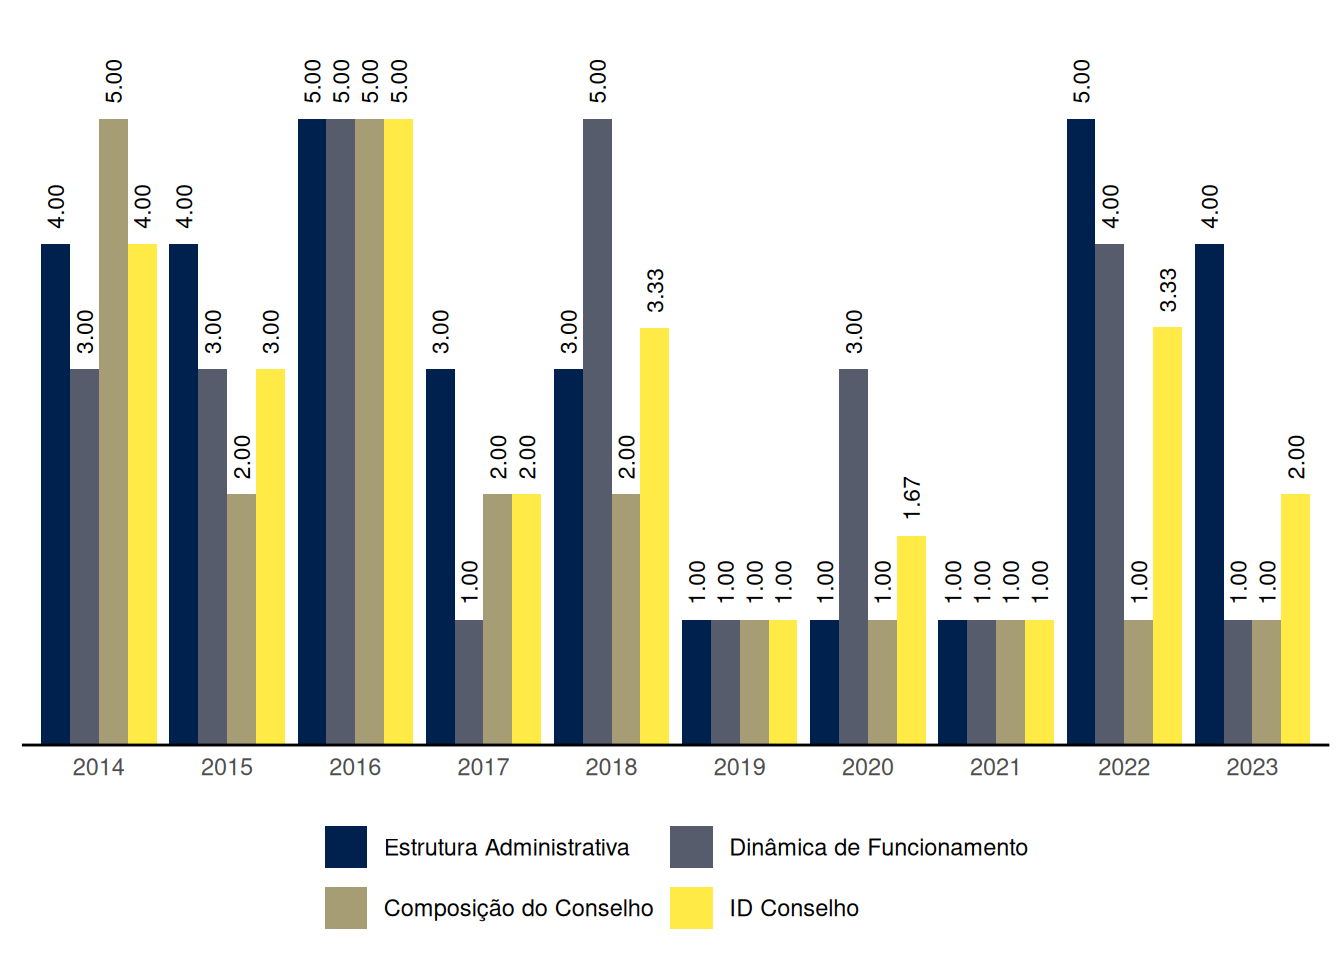 4.00 3.00 5.00 4.00 4.00 3.00 2.00 3.00 5.00 5.00 5.00 5.00 3.00 1.00 2.00 2.00 3.00 5.00 2.00 3.33 1.00 1.00 1.00 1.00 1.00 3.00 1.00 1.67 1.00 1.00 1.00 1.00 5.00 4.00 1.00 3.33 4.00 1.00 1.00 2.00
2014 2015 2016 2017 2018 2019 2020 2021 2022 2023
Estrutura Administrativa Dinâmica de Funcionamento
Composição do Conselho ID Conselho